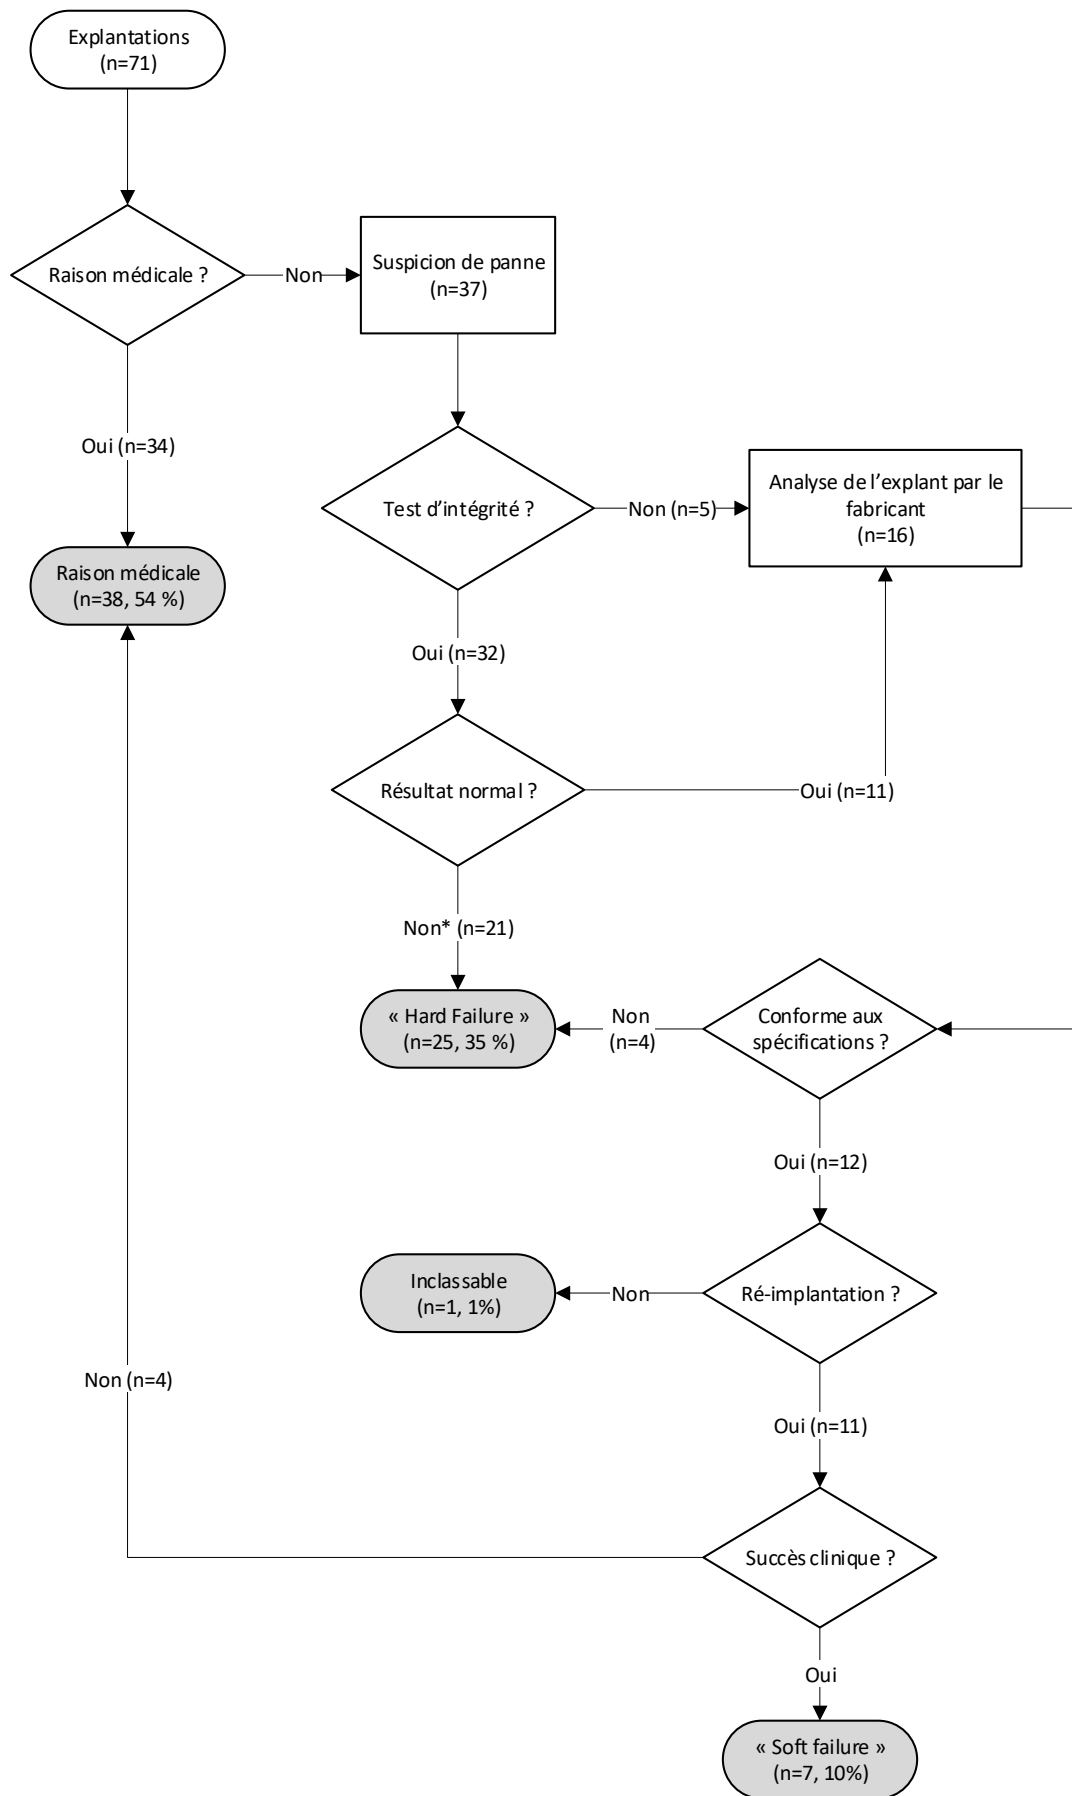 Explantations
(n=71)
Raison médicale ?
Non
Suspicion de panne
(n=37)
Oui (n=34)
Test d'intégrité ?
Non (n=5)
Analyse de l'explant par le
fabricant
(n=16)
Raison médicale
(n=38, 54 %)
Oui (n=32)
Résultat normal ?
Oui (n=11)
Non* (n=21)
« Hard Failure »
(n=25, 35 %)
Non
(n=4)
Conforme aux
spécifications ?
Oui (n=12)
Inclassable
(n=1, 1%)
Non
Ré-implantation ?
Non (n=4)
Oui (n=11)
Succès clinique ?
Oui
« Soft failure »
(n=7, 10%)